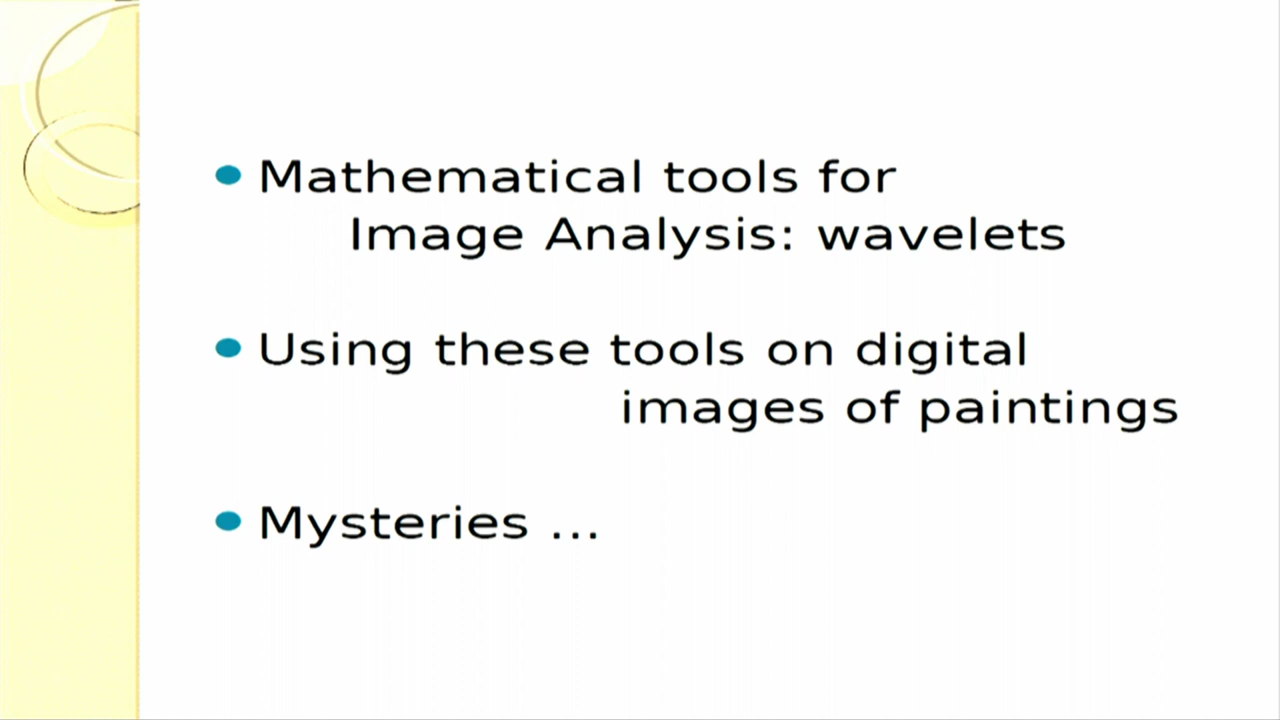 Mathematical tools for
Image Analysis: wavelets
Using these tools on digital
images of paintings
Mysteries ...